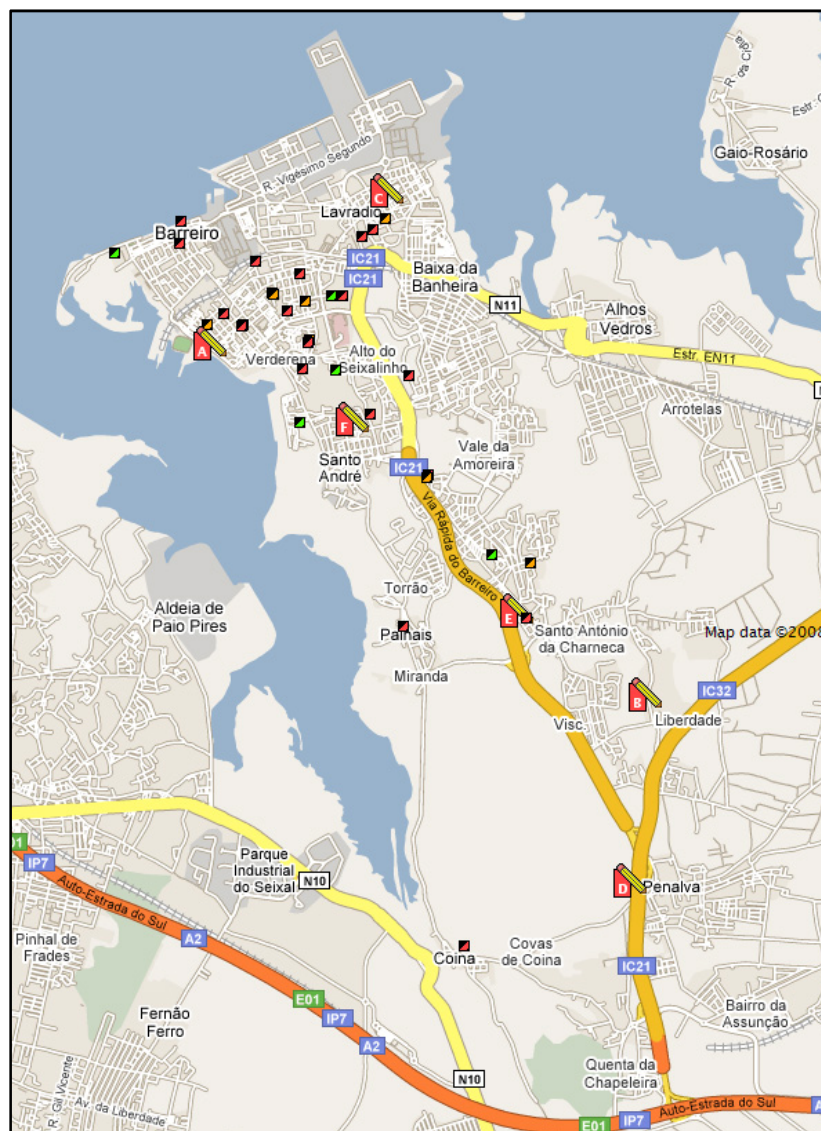 R. da Cidia
Estr. d
Gaio-Rosário
R. Vigésimo Segundo
C
Lavradio
Barreiro
IC21
IC21
Baixa da
Banheira
N11
Alhos
Vedros
A
Verderena
Alto do
Seixalinho
Estr. EN11
Arrotelas
F
Santo
André
IC21
Vale da
Amoreira
Via Rápida do Barreiro
Torrão
Aldeia de
Paio Pires
E
Palhais
Santo António
da Charneca
Map data ©2008
Miranda
B
IC32
Liberdade
Visc.
01
IP7
Parque
Industrial
do Seixal
N10
D
Penalva
Auto-Estrada do Sul
Pinhal de
Frades
A2
Coina
Covas
de Coina
IC21
E01
IP7
Bairro da
Assunção
Fernão
Ferro
A2
Quenta da
Chapeleira
N10
R. Gil Vicente
Av. da Liberdade
E01
IP7
Auto-Estrada do Sul
A